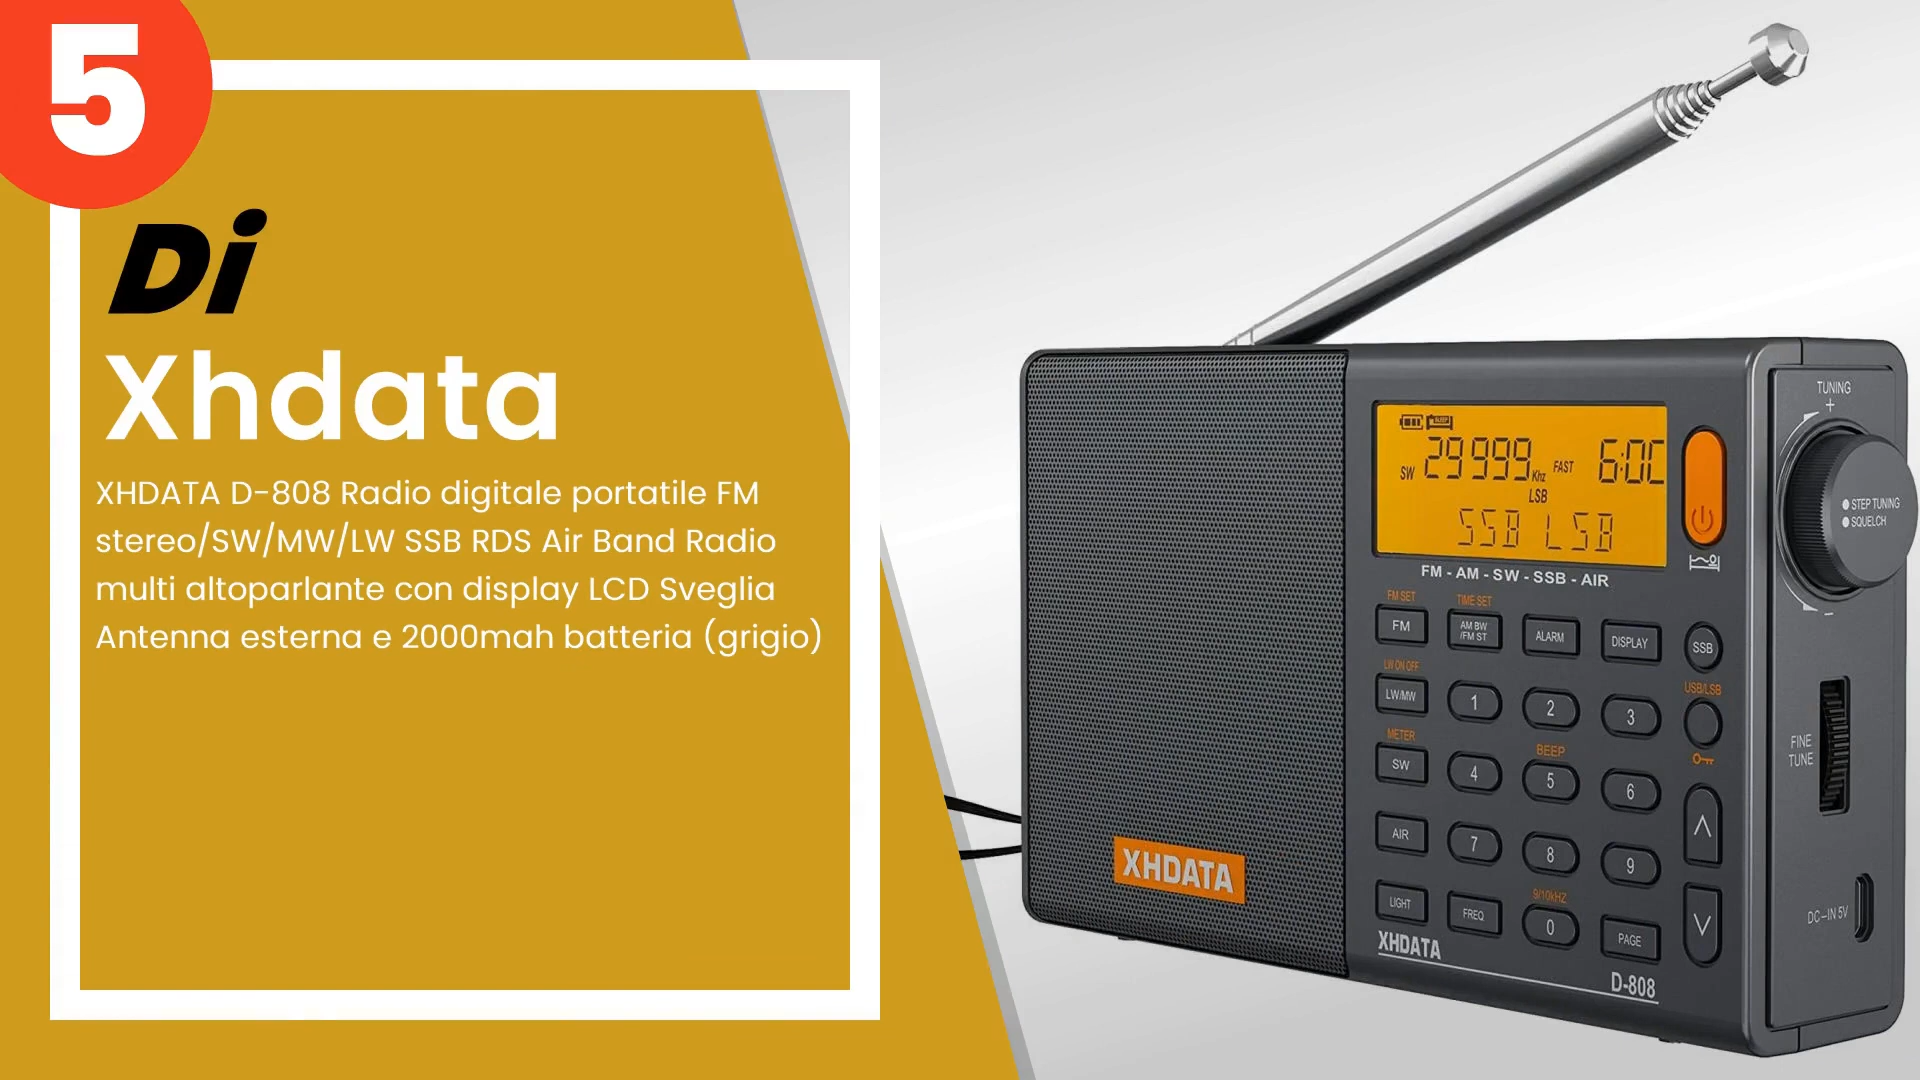 5
Di
Xhdata
XHDATA D-808 Radio digitale portatile FM
stereo/SW/MW/LW SSB RDS Air Band Radio
multi altoparlante con display LCD Sveglia
Antenna esterna e 2000mah batteria (grigio)
TUNING
+
SLEEP
SW 29999 Khz FAST 6:00
LSB
SSB LSB
STEP TUNING
SQUELCH
FM - AM - SW - SSB - AIR
FM SET TIME SET
FM AM BW /FM ST ALARM DISPLAY SSB
LW ON OFF USB/LSB
LW/MW 1 2 3
METER BEEP
SW 4 5 6
FINE
TUNE
AIR 7 8 9
9/10kHZ
LIGHT FREQ 0 PAGE
DC-IN 5V
XHDATA
XHDATA
D-808